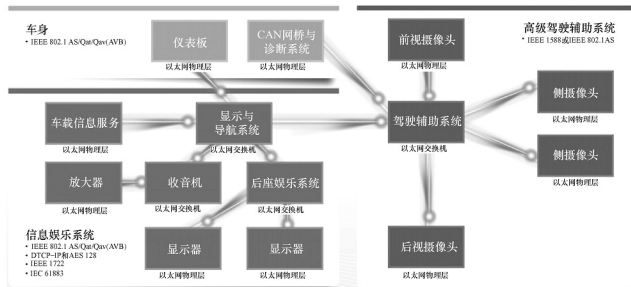 车身
• IEEE 802.1 AS/Qat/Qav(AVB)
仪表板
以太网物理层
CAN网桥与
诊断系统
以太网物理层
前视摄像头
以太网物理层
高级驾驶辅助系统
• IEEE 1588或IEEE 802.1AS
车载信息服务
以太网物理层
显示与
导航系统
以太网交换机
驾驶辅助系统
以太网交换机
侧摄像头
以太网物理层
侧摄像头
以太网物理层
放大器
以太网物理层
收音机
以太网交换机
后座娱乐系统
以太网交换机
信息娱乐系统
• IEEE 802.1 AS/Qat/Qav(AVB)
• DTCP-IP和AES 128
• IEEE 1722
• IEC 61883
显示器
以太网物理层
显示器
以太网物理层
后视摄像头
以太网物理层